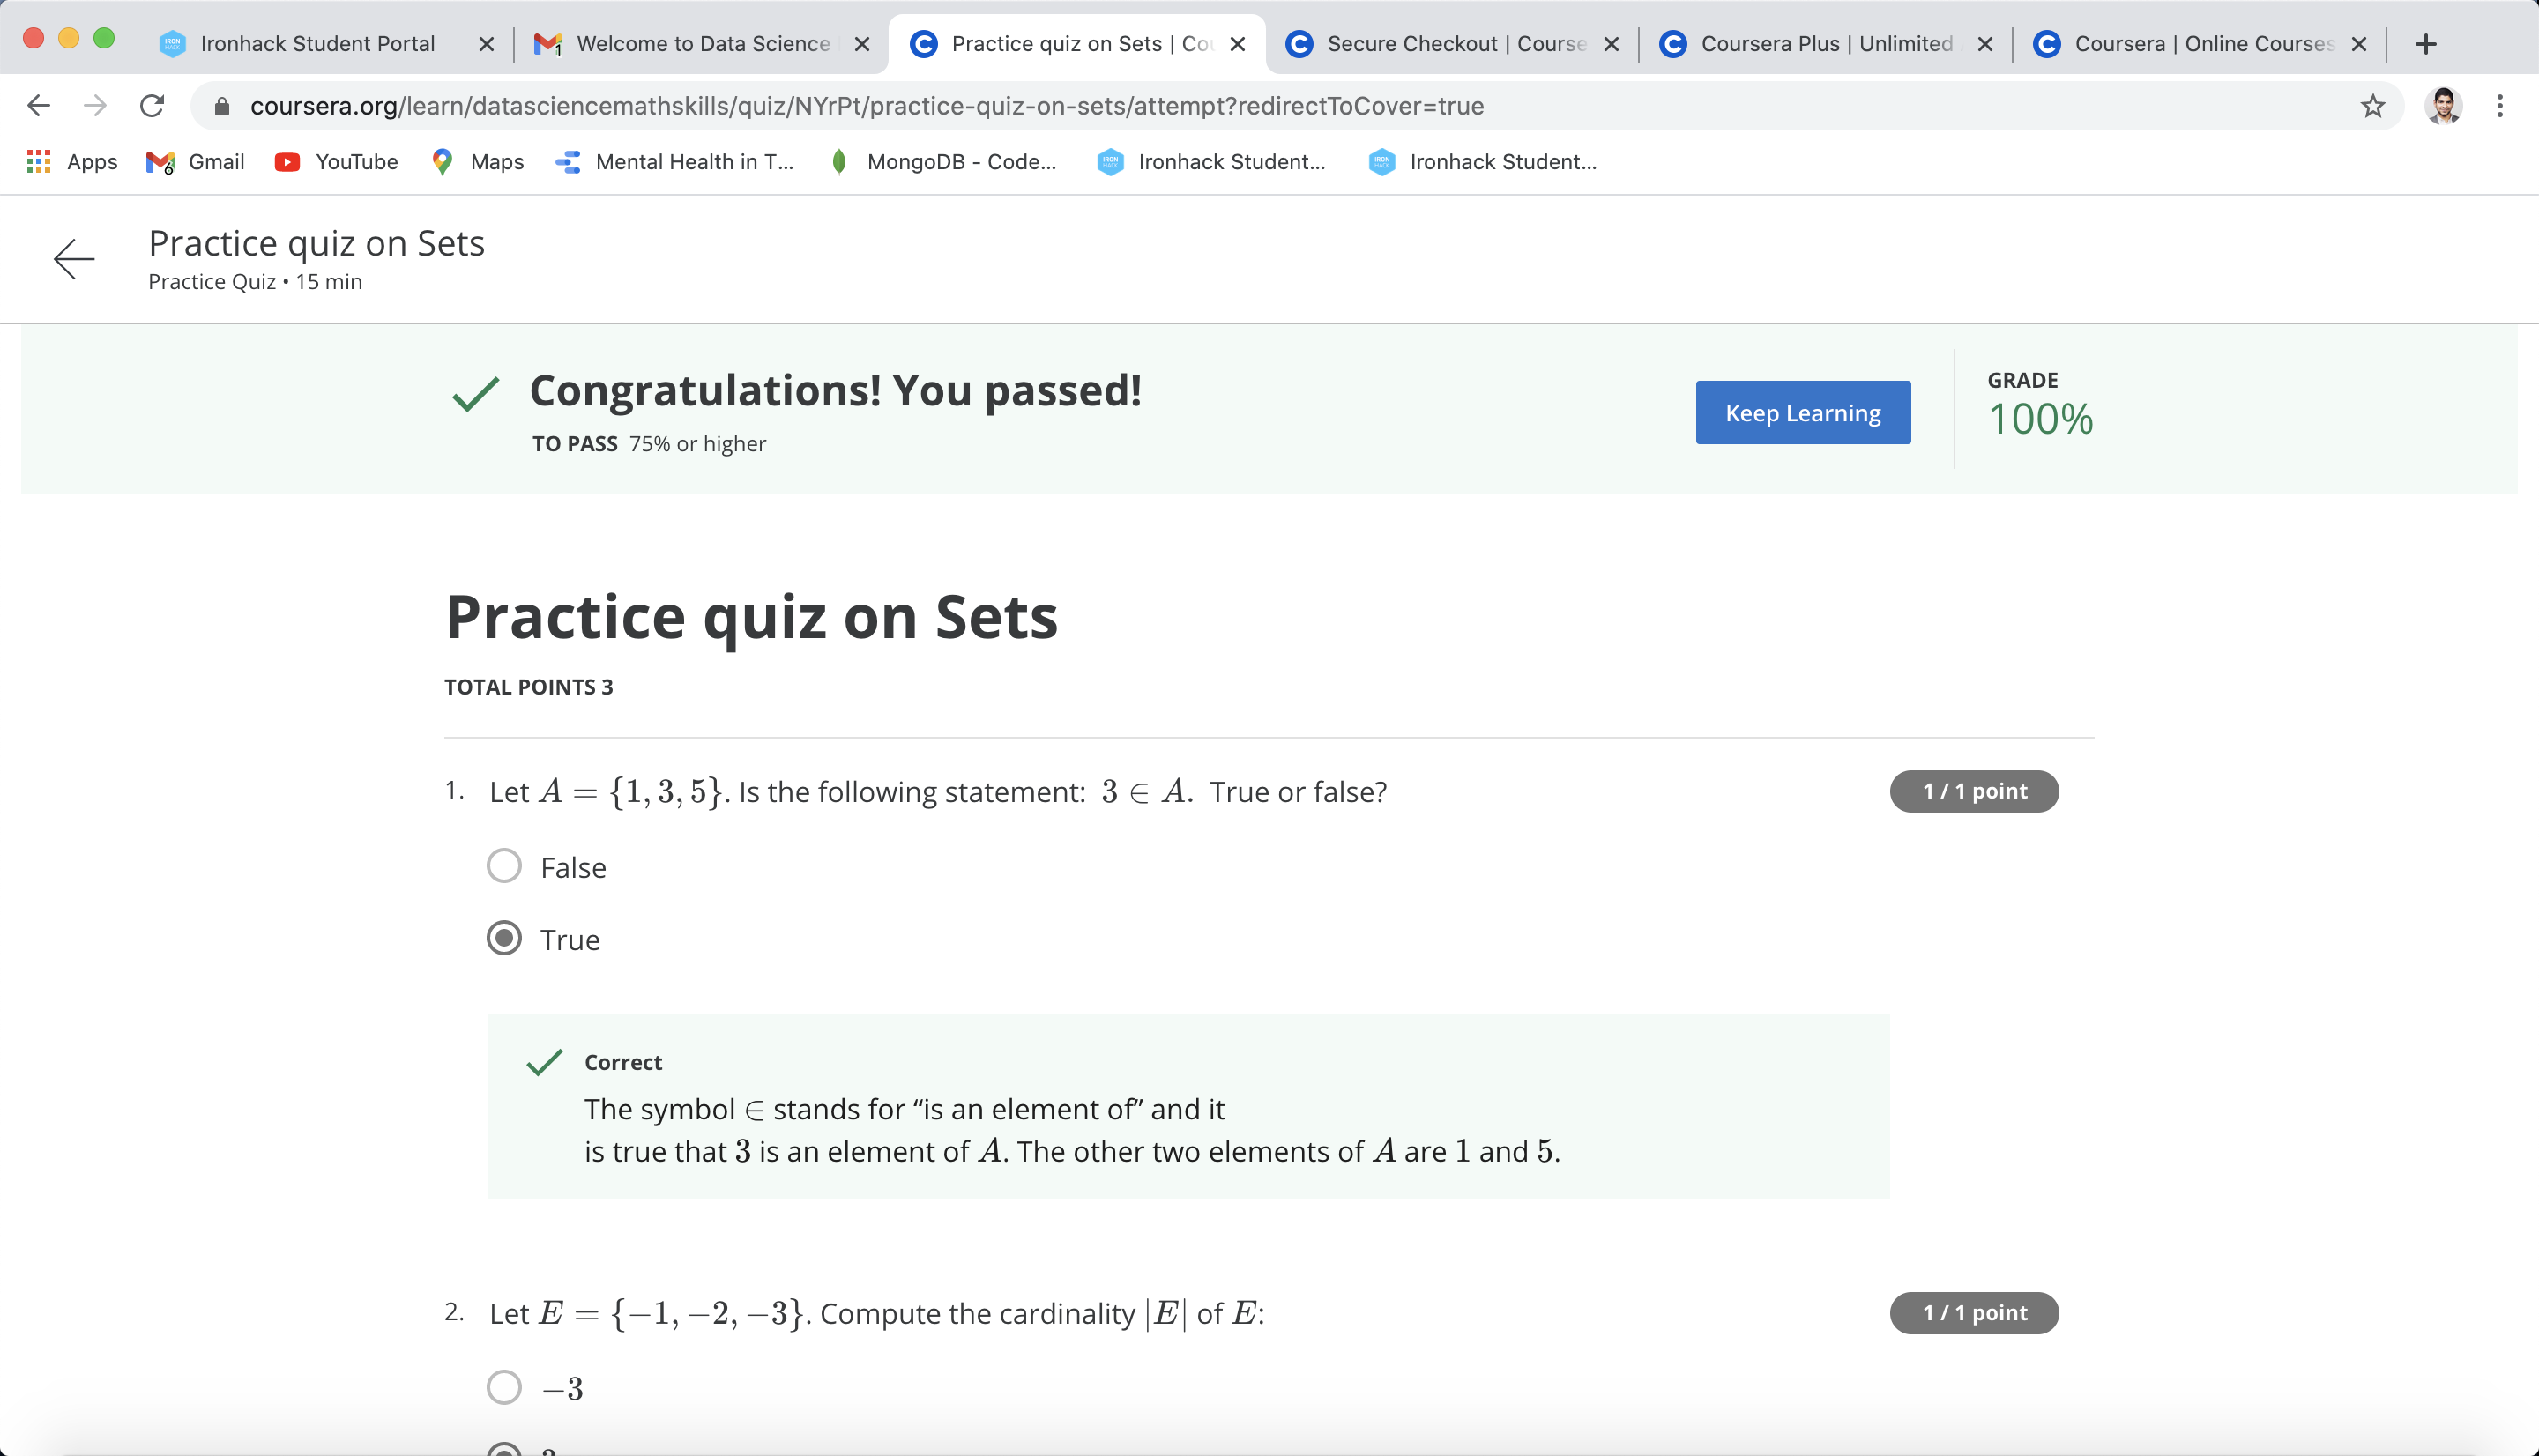 Ironhack Student Portal
Welcome to Data Science
Practice quiz on Sets | Cou
Secure Checkout | Course
Coursera Plus | Unlimited
Coursera | Online Courses
coursera.org/learn/datasciencemathskills/quiz/NYrPt/practice-quiz-on-sets/attempt?redirectToCover=true
Apps
Gmail
YouTube
Maps
Mental Health in T...
MongoDB - Code...
Ironhack Student...
Ironhack Student...
Practice quiz on Sets
Practice Quiz • 15 min
Congratulations! You passed!
TO PASS 75% or higher
Keep Learning
GRADE
100%
Practice quiz on Sets
TOTAL POINTS 3
1. Let A = {1, 3, 5}. Is the following statement: 3 ∈ A. True or false?
1 / 1 point
False
True
Correct
The symbol ∈ stands for “is an element of” and it
is true that 3 is an element of A. The other two elements of A are 1 and 5.
2. Let E = {−1, −2, −3}. Compute the cardinality |E| of E:
1 / 1 point
−3